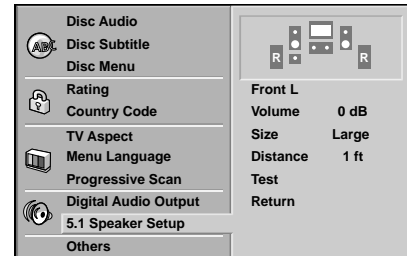 ABC
Disc Audio
Disc Subtitle
Disc Menu
Rating
Country Code
TV Aspect
Menu Language
Progressive Scan
Digital Audio Output
5.1 Speaker Setup
Others
R
R
Front L
Volume 0 dB
Size Large
Distance 1 ft
Test
Return